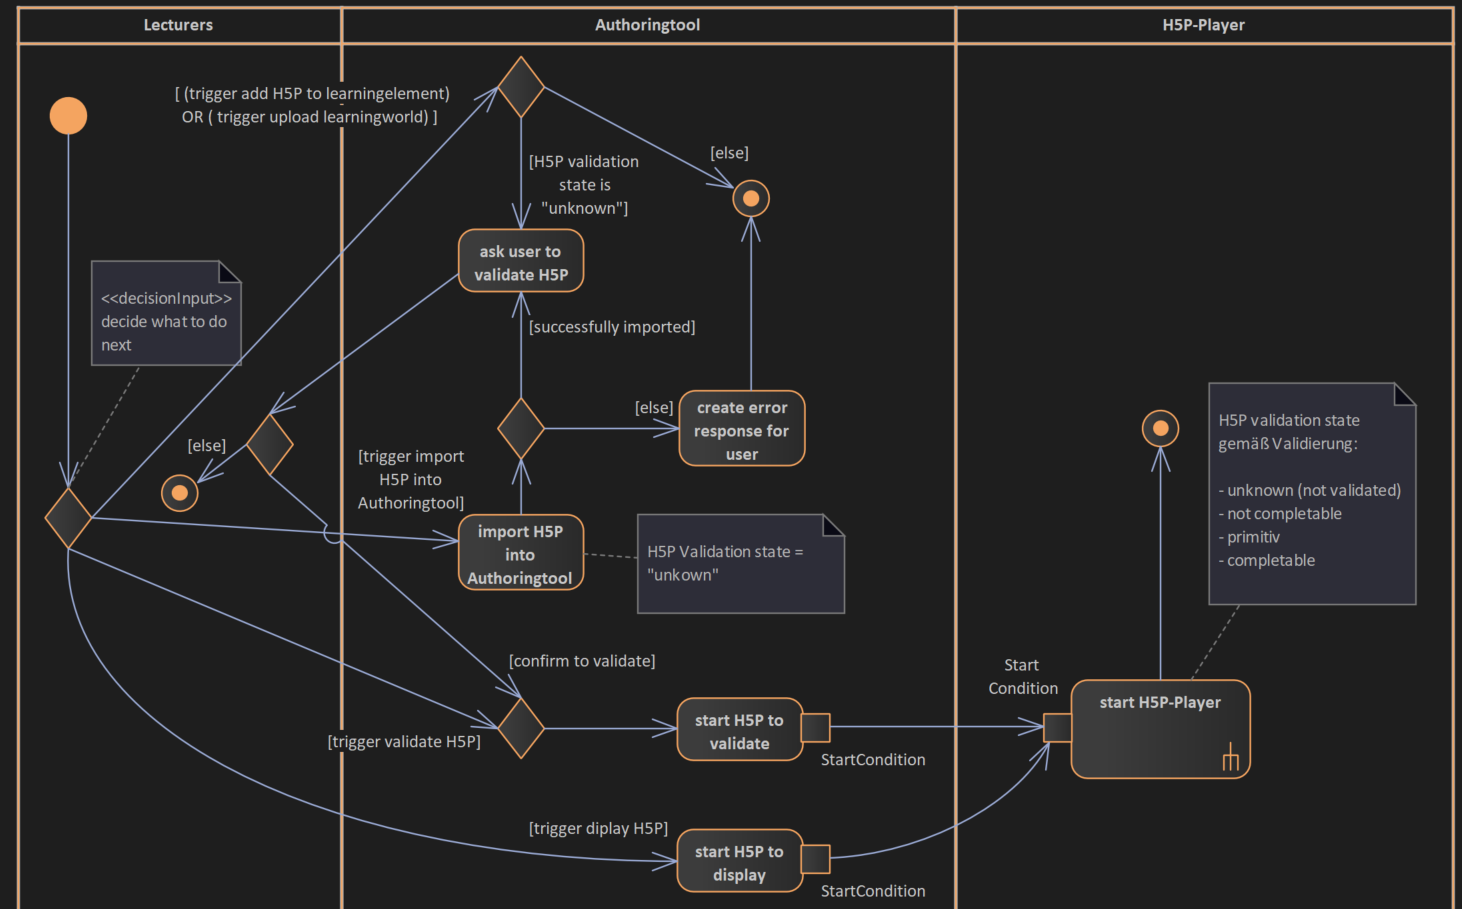 Lecturers
Authoringtool
H5P-Player
[ (trigger add H5P to learningelement)
OR ( trigger upload learningworld) ]
[else]
[H5P validation
state is
"unknown"]
ask user to
validate H5P
<<decisionInput>>
decide what to do
next
[successfully imported]
[else]
create error
response for
user
[else]
[trigger import
H5P into
Authoringtool]
import H5P
into
Authoringtool
H5P Validation state =
"unkown"
H5P validation state
gemäß Validierung:
- unknown (not validated)
- not completable
- primitiv
- completable
[confirm to validate]
Start
Condition
start H5P-Player
[trigger validate H5P]
start H5P to
validate
StartCondition
[trigger diplay H5P]
start H5P to
display
StartCondition